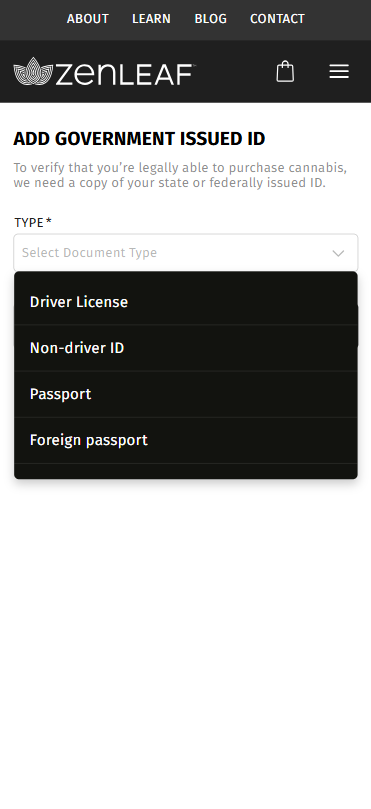 ABOUT LEARN BLOG CONTACT
zenLEAF
ADD GOVERNMENT ISSUED ID
To verify that you’re legally able to purchase cannabis,
we need a copy of your state or federally issued ID.
TYPE *
Select Document Type
Driver License
Non-driver ID
Passport
Foreign passport